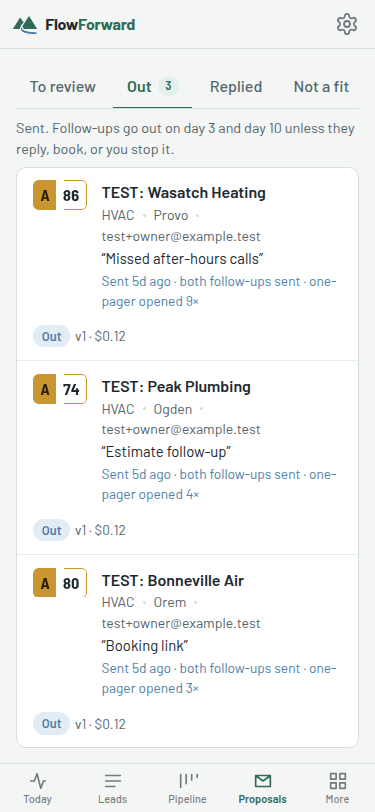 FlowForward
To review
Out 3
Replied
Not a fit
Sent. Follow-ups go out on day 3 and day 10 unless they
reply, book, or you stop it.
A 86
TEST: Wasatch Heating
HVAC • Provo •
test+owner@example.test
“Missed after-hours calls”
Sent 5d ago · both follow-ups sent · one-
pager opened 9×
Out v1 · $0.12
A 74
TEST: Peak Plumbing
HVAC • Ogden •
test+owner@example.test
“Estimate follow-up”
Sent 5d ago · both follow-ups sent · one-
pager opened 4×
Out v1 · $0.12
A 80
TEST: Bonneville Air
HVAC • Orem •
test+owner@example.test
“Booking link”
Sent 5d ago · both follow-ups sent · one-
pager opened 3×
Out v1 · $0.12
Today
Leads
Pipeline
Proposals
More